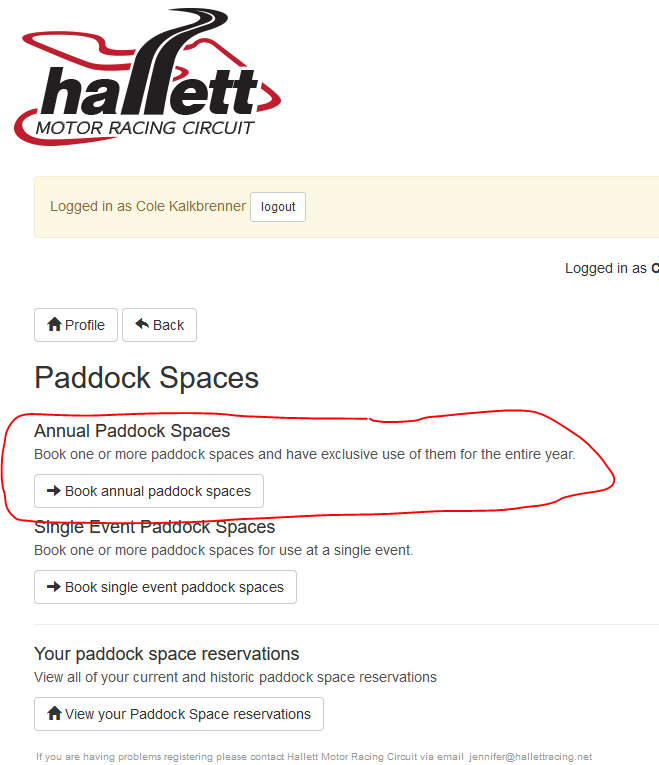 hallett
MOTOR RACING CIRCUIT
Logged in as Cole Kalkbrenner logout
Logged in as C
Profile Back
Paddock Spaces
Annual Paddock Spaces
Book one or more paddock spaces and have exclusive use of them for the entire year.
Book annual paddock spaces
Single Event Paddock Spaces
Book one or more paddock spaces for use at a single event.
Book single event paddock spaces
Your paddock space reservations
View all of your current and historic paddock space reservations
View your Paddock Space reservations
If you are having problems registering please contact Hallett Motor Racing Circuit via email jennifer@hallettracing.net